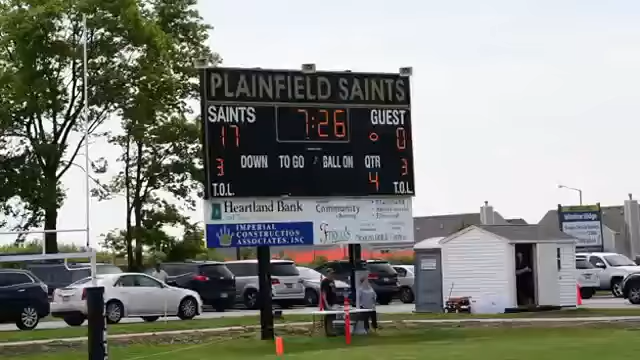 PLAINFIELD SAINTS
SAINTS 7:26 GUEST
17 0
DOWN TO GO BALL ON QTR
3 4 3
T.O.L. T.O.L.
Heartland Bank
Community
IMPERIAL
CONSTRUCTION
ASSOCIATES, INC